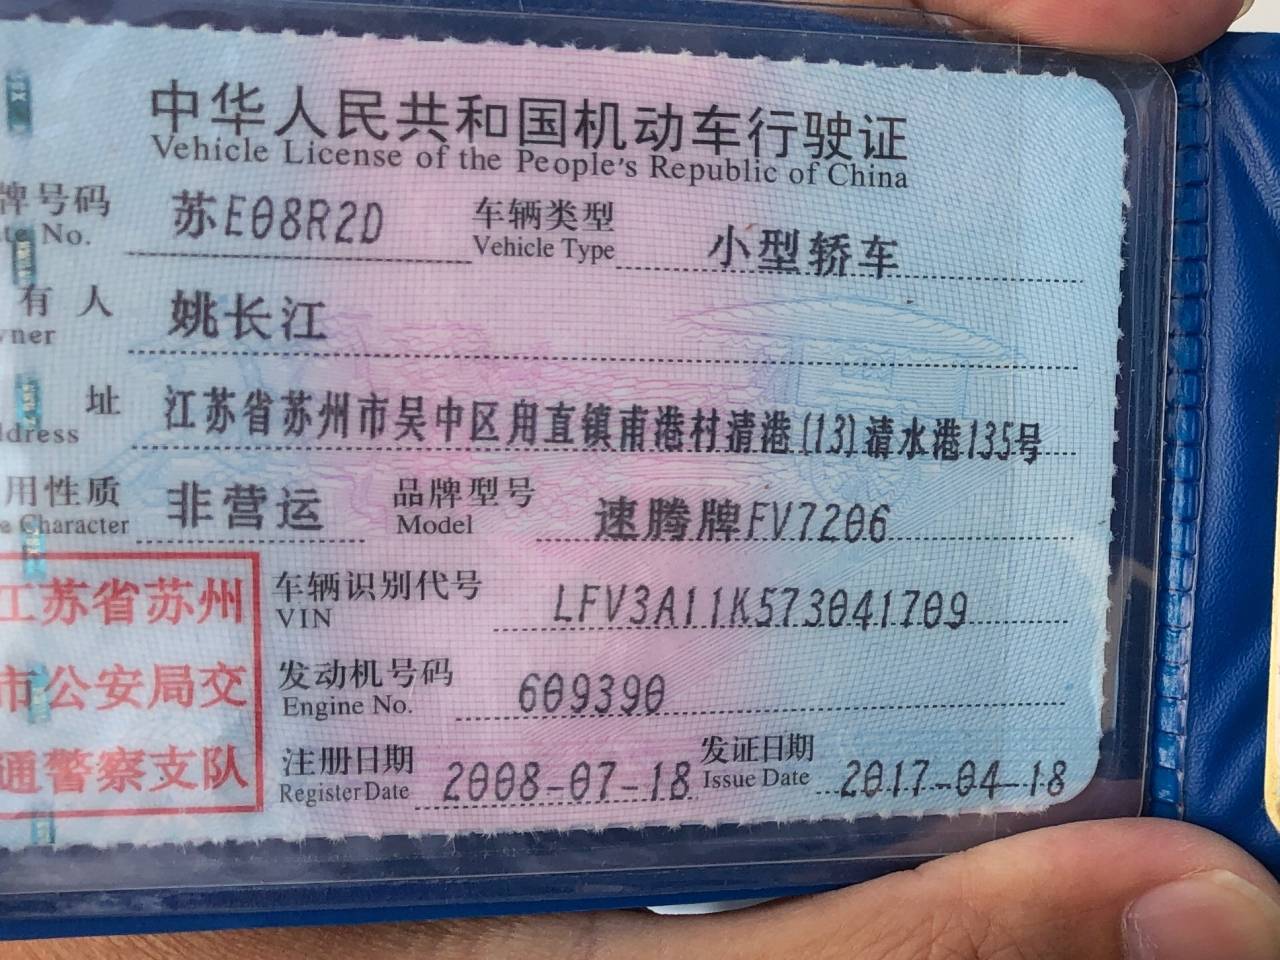 中华人民共和国机动车行驶证
Vehicle License of the People's Republic of China
牌号码 苏E08R2D 车辆类型 小型轿车
No. Vehicle Type
有人 姚长江
址 江苏省苏州市吴中区甪直镇甫港村清港(13)清水港135号
用性质 非营运 品牌型号 速腾牌FV7206
Character Model
车辆识别代号 LFV3A11K573041709
VIN
发动机号码 609390
Engine No.
注册日期 2008-07-18 发证日期 2017-04-18
Register Date Issue Date
江苏省苏州
市公安局交
通警察支队